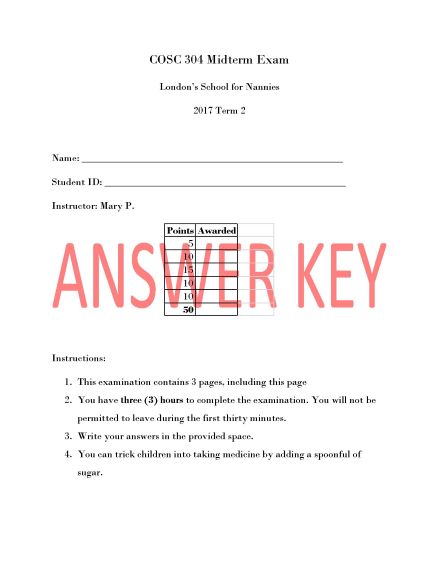 COSC 304 Midterm Exam
London's School for Nannies
2017 Term 2
Name: ______________________________________________________
Student ID: __________________________________________________
Instructor: Mary P.
Points Awarded
5
10
15
10
10
50
ANSWER KEY
Instructions:
1. This examination contains 3 pages, including this page
2. You have three (3) hours to complete the examination. You will not be
permitted to leave during the first thirty minutes.
3. Write your answers in the provided space.
4. You can trick children into taking medicine by adding a spoonful of
sugar.